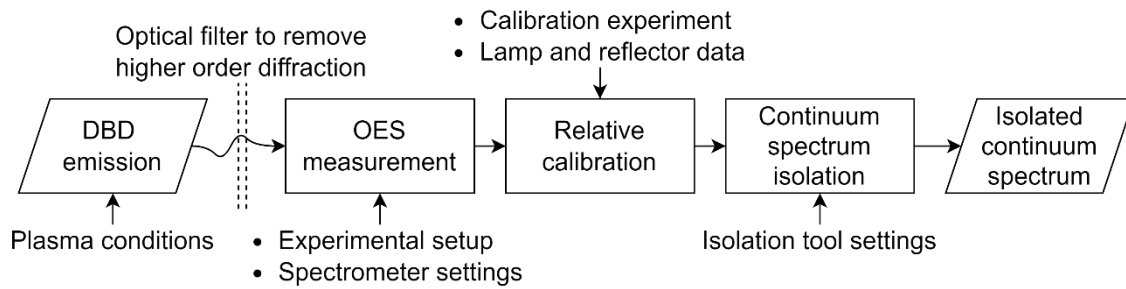 • Calibration experiment
• Lamp and reflector data
Optical filter to remove
higher order diffraction
DBD
emission
OES
measurement
Relative
calibration
Continuum
spectrum
isolation
Isolated
continuum
spectrum
Plasma conditions
• Experimental setup
• Spectrometer settings
Isolation tool settings